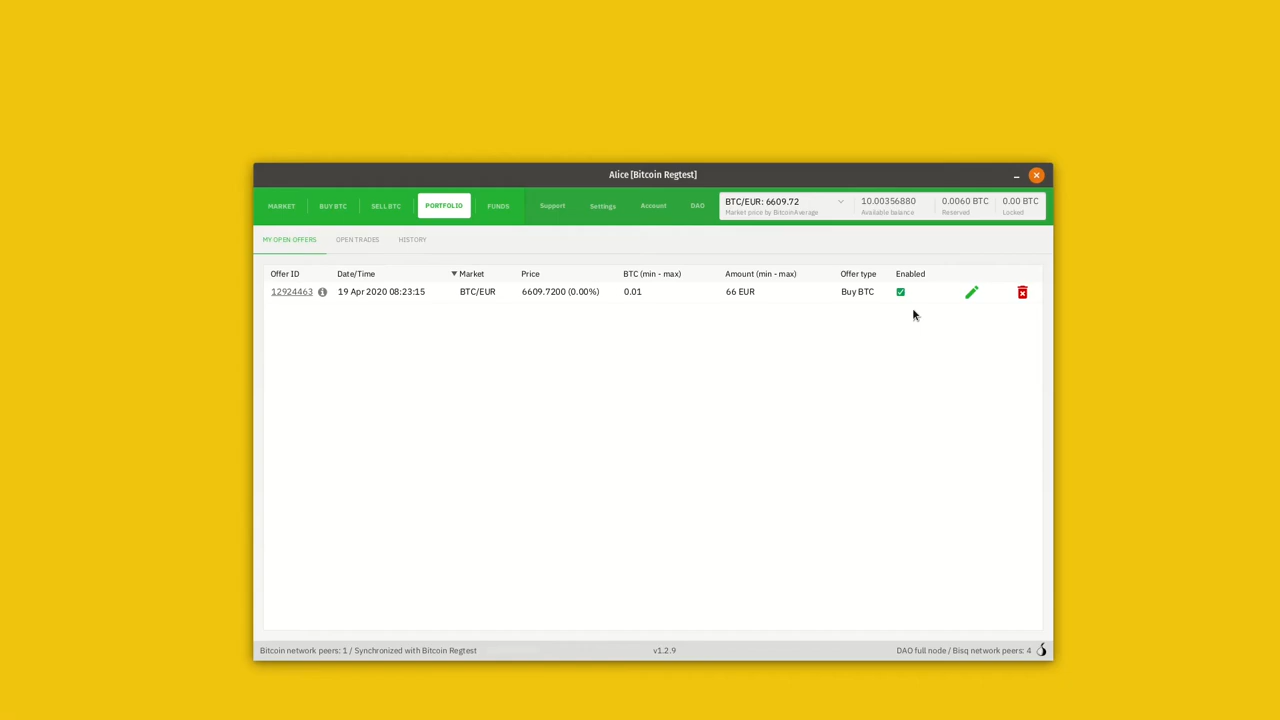 Alice [Bitcoin Regtest]
MARKET BUY BTC SELL BTC PORTFOLIO FUNDS Support Settings Account DAO BTC/EUR: 6609.72 10.00356880 0.0060 BTC 0.00 BTC
Market price by BitcoinAverage Available balance Reserved Locked
MY OPEN OFFERS OPEN TRADES HISTORY
Offer ID Date/Time Market Price BTC (min - max) Amount (min - max) Offer type Enabled
12924463 19 Apr 2020 08:23:15 BTC/EUR 6609.7200 (0.00%) 0.01 66 EUR Buy BTC
Bitcoin network peers: 1 / Synchronized with Bitcoin Regtest v1.2.9 DAO full node / Bisq network peers: 4